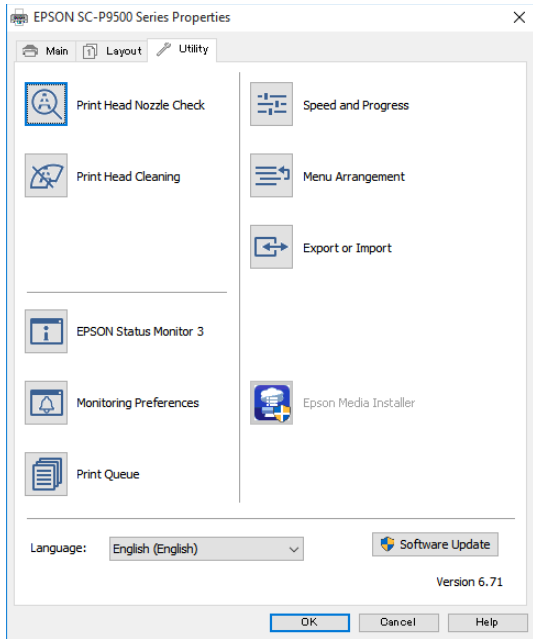 EPSON SC-P9500 Series Properties
Main
Layout
Utility
Print Head Nozzle Check
Speed and Progress
Print Head Cleaning
Menu Arrangement
Export or Import
EPSON Status Monitor 3
Monitoring Preferences
Epson Media Installer
Print Queue
Language:
English (English)
Software Update
Version 6.71
OK
Cancel
Help